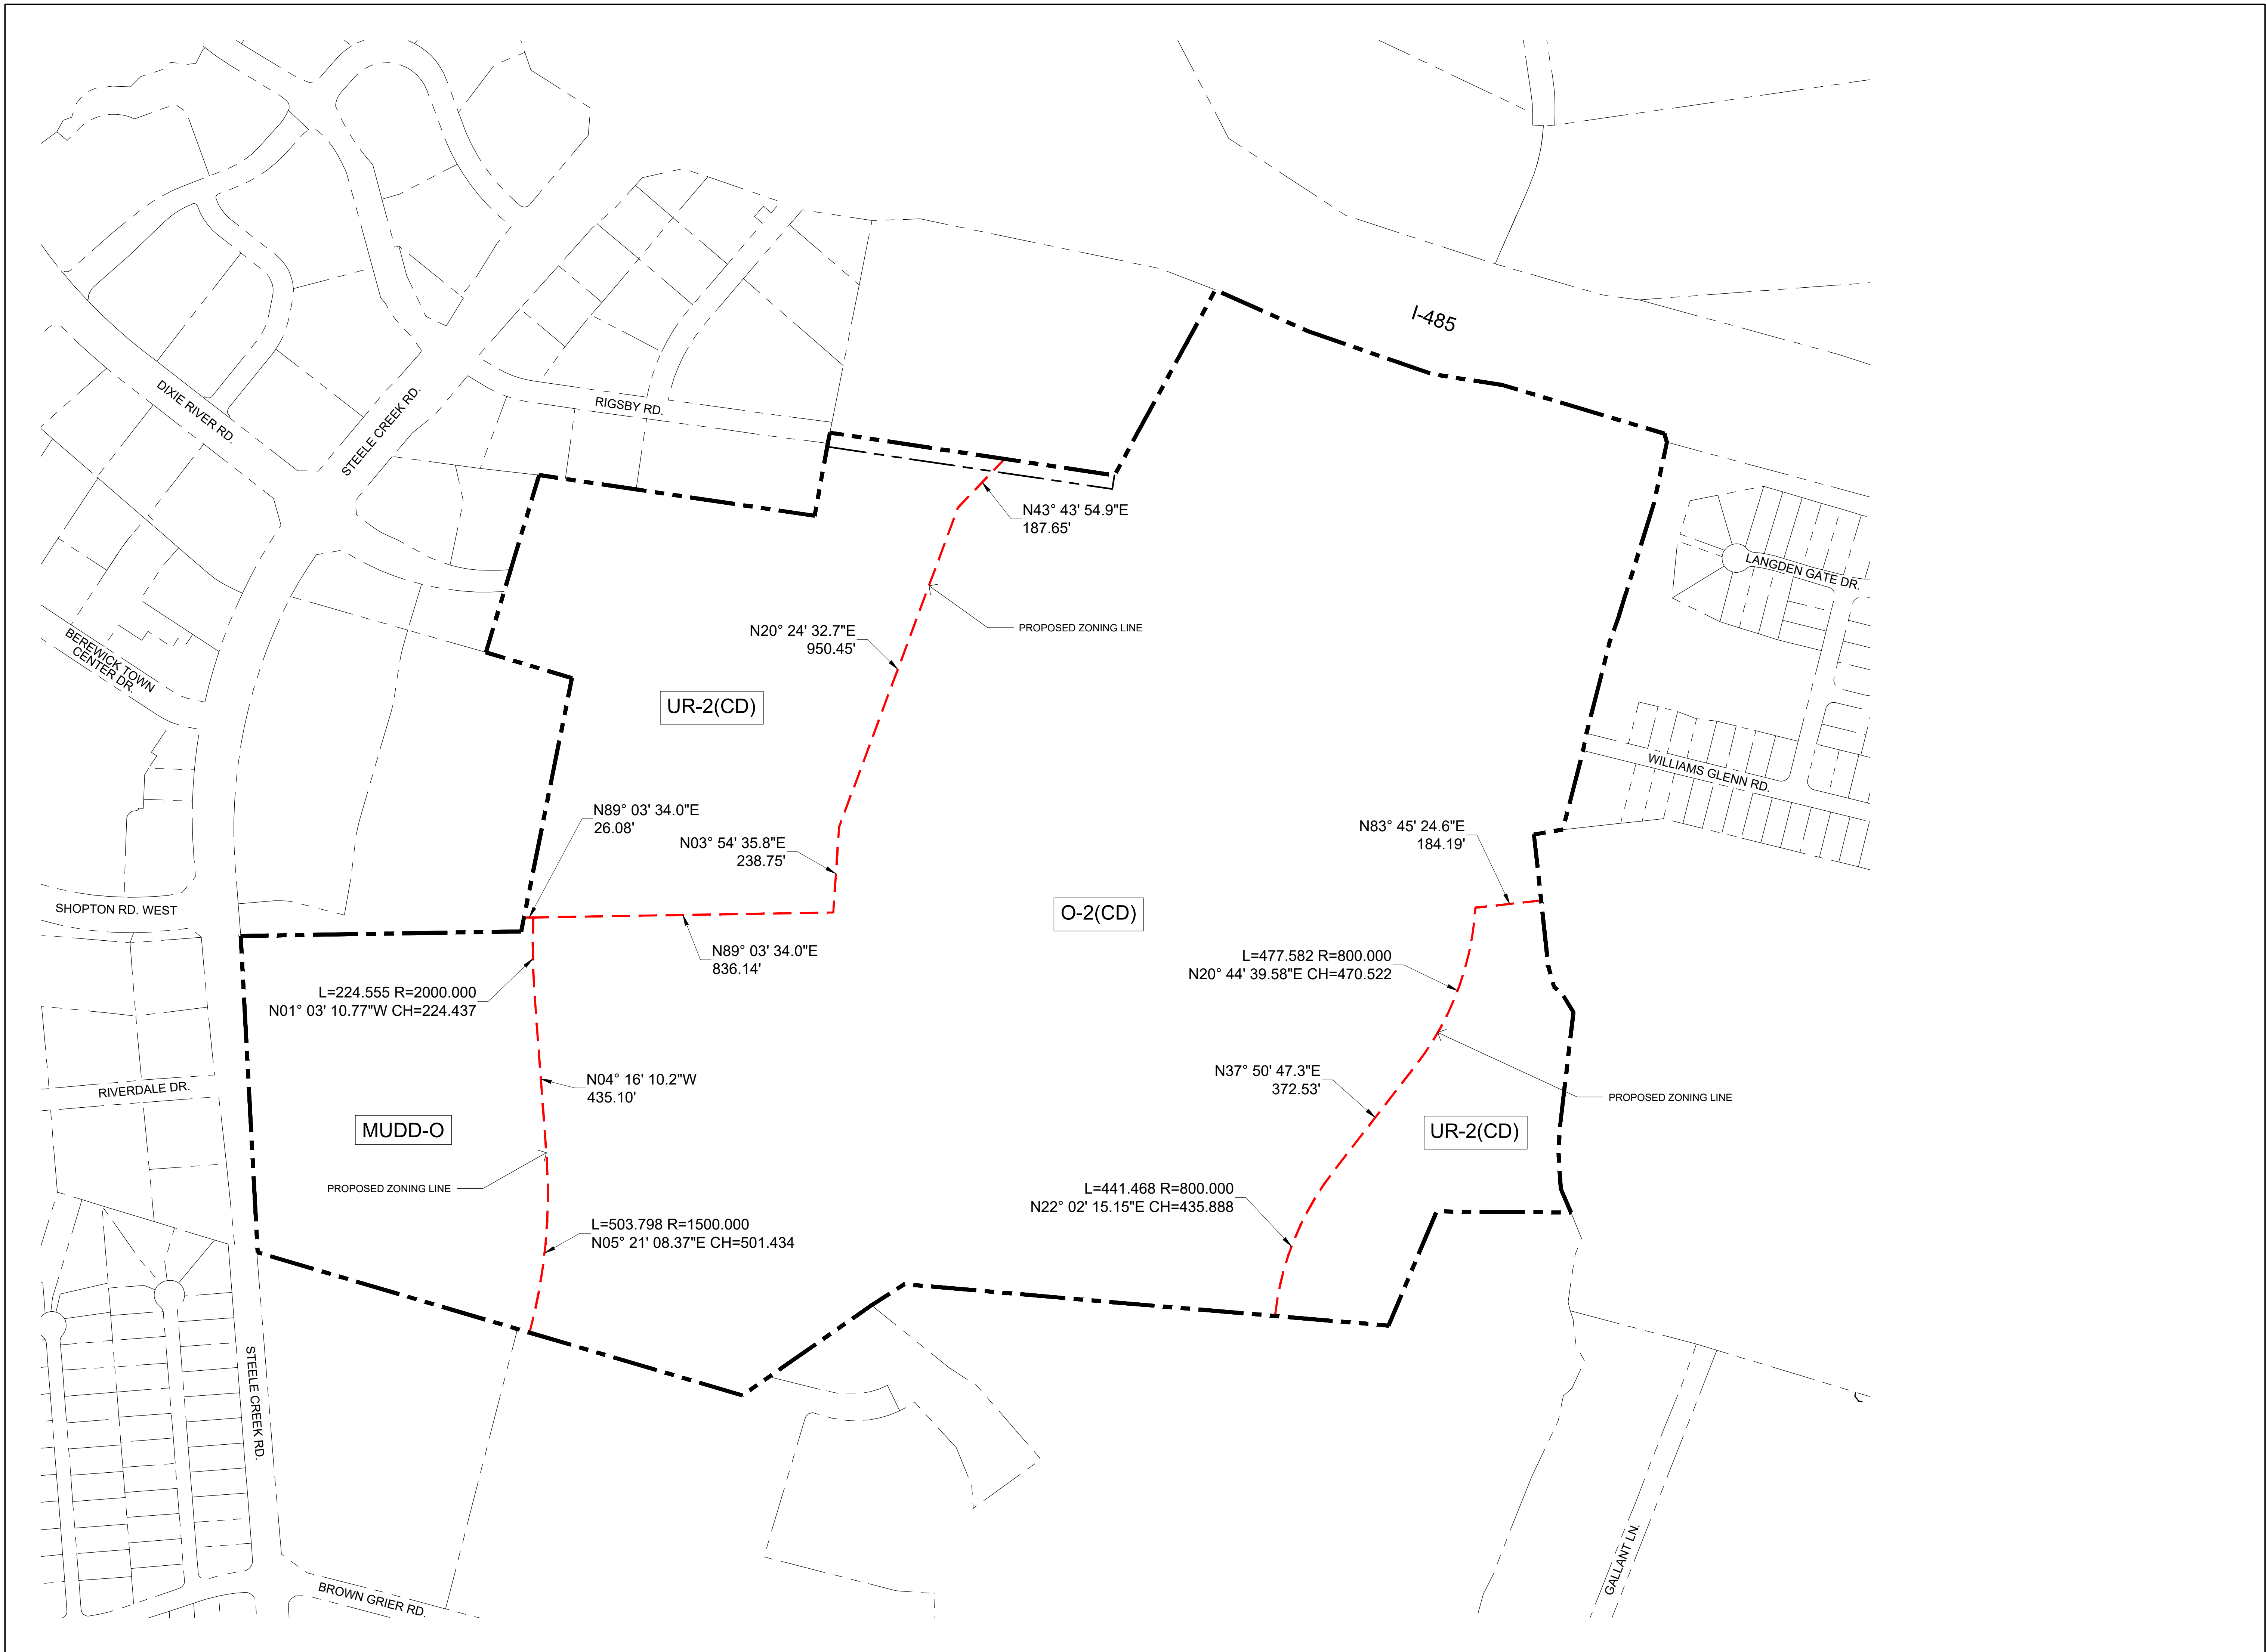 I-485
DIXIE RIVER RD.
STEELE CREEK RD.
RIGSBY RD.
N43° 43' 54.9"E
187.65'
LANGDEN GATE DR.
PROPOSED ZONING LINE
N20° 24' 32.7"E
950.45'
BEREWICK TOWN
CENTER DR.
UR-2(CD)
WILLIAMS GLENN RD.
N89° 03' 34.0"E
26.08'
N03° 54' 35.8"E
238.75'
N83° 45' 24.6"E
184.19'
SHOPTON RD. WEST
O-2(CD)
N89° 03' 34.0"E
836.14'
L=477.582 R=800.000
N20° 44' 39.58"E CH=470.522
L=224.555 R=2000.000
N01° 03' 10.77"W CH=224.437
N04° 16' 10.2"W
435.10'
N37° 50' 47.3"E
372.53'
RIVERDALE DR.
PROPOSED ZONING LINE
MUDD-O
UR-2(CD)
PROPOSED ZONING LINE
L=441.468 R=800.000
N22° 02' 15.15"E CH=435.888
L=503.798 R=1500.000
N05° 21' 08.37"E CH=501.434
STEELE CREEK RD.
GALLANT LN.
BROWN GRIER RD.